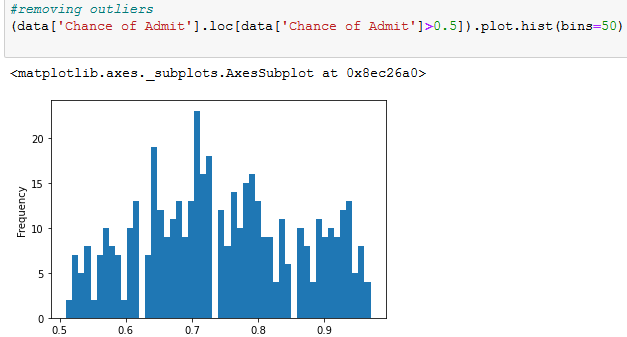 #removing outliers
(data['Chance of Admit'].loc[data['Chance of Admit']>0.5]).plot.hist(bins=50)
<matplotlib.axes._subplots.AxesSubplot at 0x8ec26a0>
20
15
10
5
0
Frequency
0.5 0.6 0.7 0.8 0.9